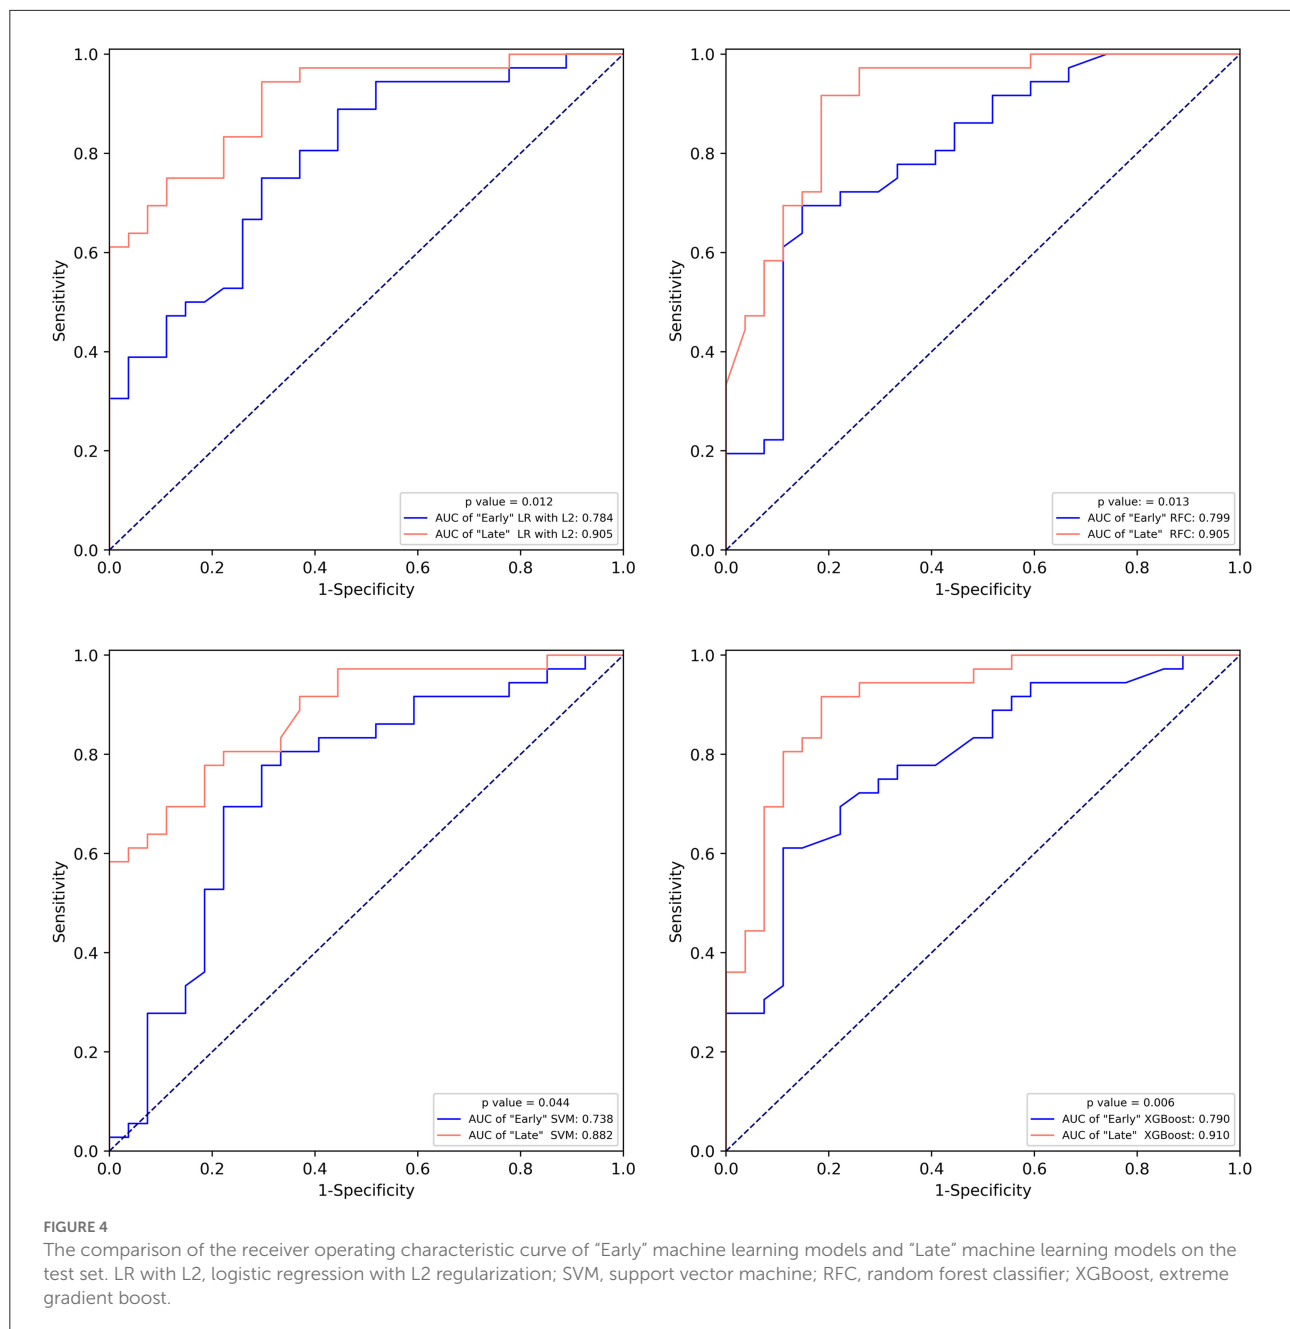 1.0
0.8
0.6
0.4
0.2
0.0
Sensitivity
p value = 0.012
AUC of "Early" LR with L2: 0.784
AUC of "Late" LR with L2: 0.905
0.0 0.2 0.4 0.6 0.8 1.0
1-Specificity
1.0
0.8
0.6
0.4
0.2
0.0
Sensitivity
p value: = 0.013
AUC of "Early" RFC: 0.799
AUC of "Late" RFC: 0.905
0.0 0.2 0.4 0.6 0.8 1.0
1-Specificity
1.0
0.8
0.6
0.4
0.2
0.0
Sensitivity
p value = 0.044
AUC of "Early" SVM: 0.738
AUC of "Late" SVM: 0.882
0.0 0.2 0.4 0.6 0.8 1.0
1-Specificity
1.0
0.8
0.6
0.4
0.2
0.0
Sensitivity
p value = 0.006
AUC of "Early" XGBoost: 0.790
AUC of "Late" XGBoost: 0.910
0.0 0.2 0.4 0.6 0.8 1.0
1-Specificity
FIGURE 4
The comparison of the receiver operating characteristic curve of “Early” machine learning models and “Late” machine learning models on the
test set. LR with L2, logistic regression with L2 regularization; SVM, support vector machine; RFC, random forest classifier; XGBoost, extreme
gradient boost.